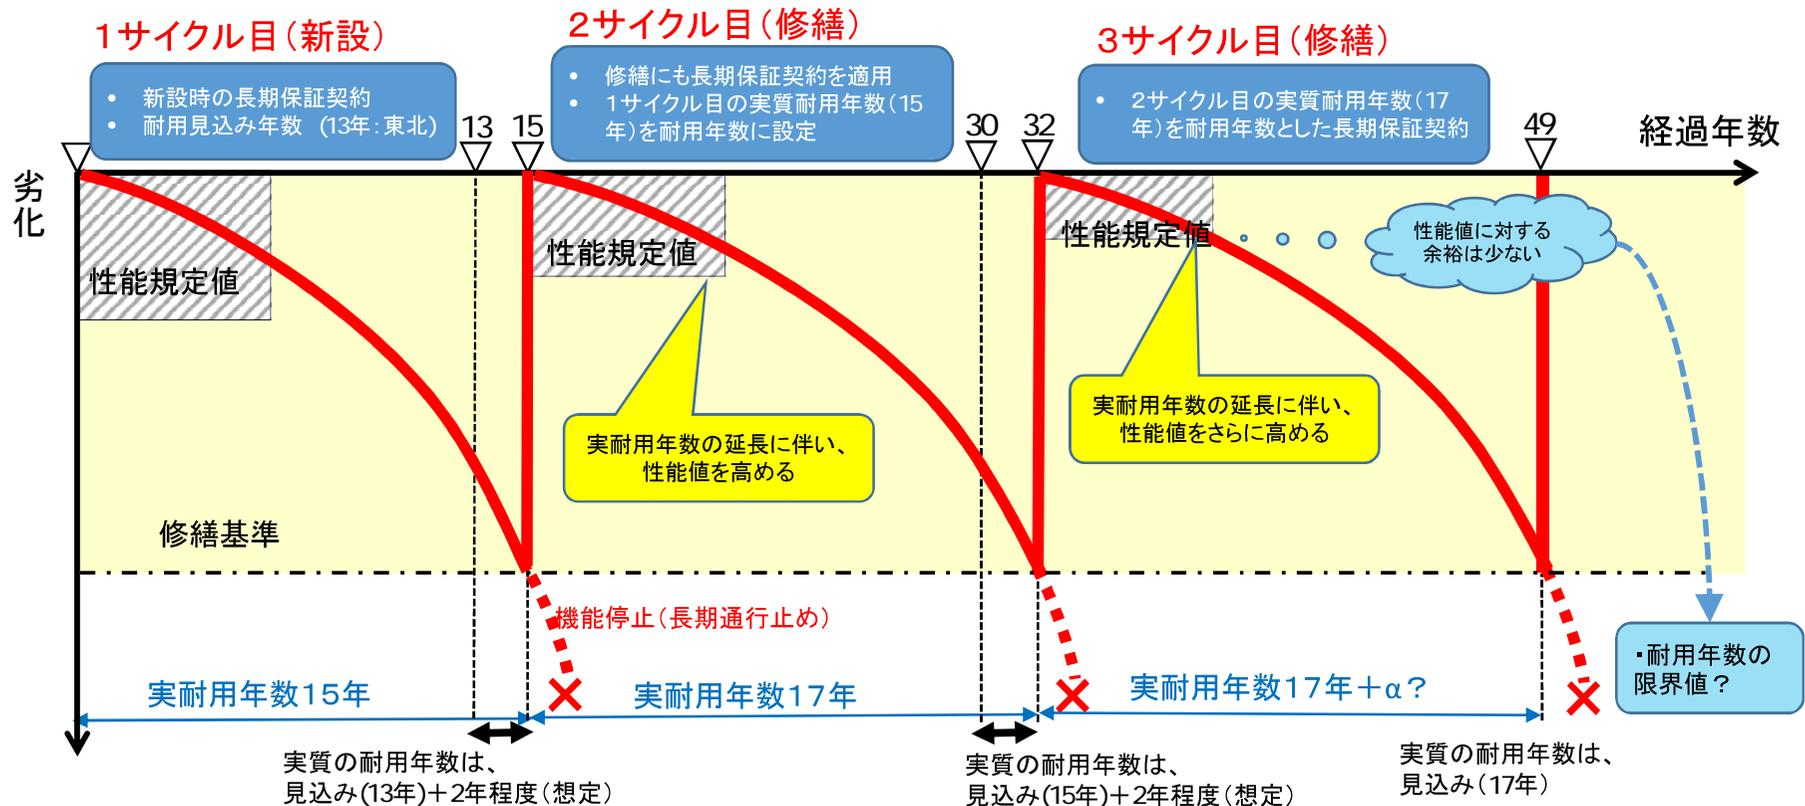 1サイクル目(新設)
2サイクル目(修繕)
3サイクル目(修繕)
• 新設時の長期保証契約
• 耐用見込み年数 (13年:東北)
• 修繕にも長期保証契約を適用
• 1サイクル目の実質耐用年数(15
年)を耐用年数に設定
• 2サイクル目の実質耐用年数(17
年)を耐用年数とした長期保証契約
13
15
30
32
49
経過年数
劣化
性能規定値
性能規定値
性能規定値
性能値に対する
余裕は少ない
実耐用年数の延長に伴い、
性能値を高める
実耐用年数の延長に伴い、
性能値をさらに高める
修繕基準
機能停止(長期通行止め)
・耐用年数の
限界値?
実耐用年数15年
実耐用年数17年
実耐用年数17年+α?
実質の耐用年数は、
見込み(13年)+2年程度(想定)
実質の耐用年数は、
見込み(15年)+2年程度(想定)
実質の耐用年数は、
見込み(17年)